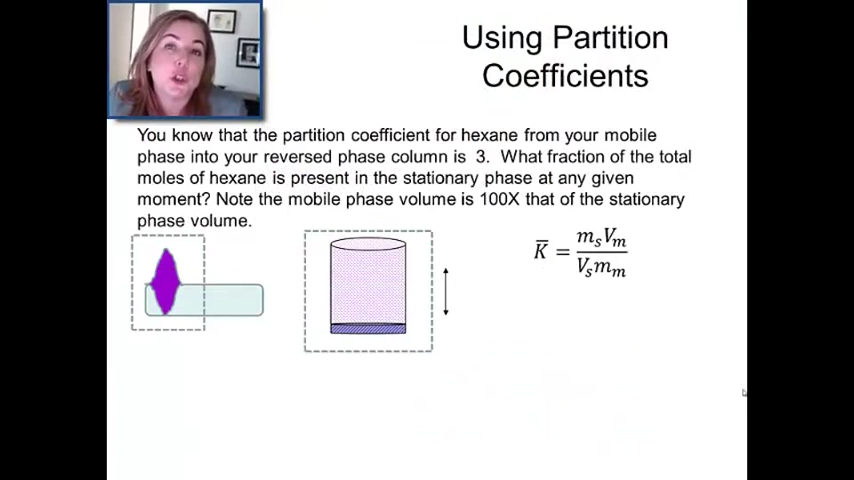 Using Partition
Coefficients
You know that the partition coefficient for hexane from your mobile
phase into your reversed phase column is 3. What fraction of the total
moles of hexane is present in the stationary phase at any given
moment? Note the mobile phase volume is 100X that of the stationary
phase volume.
K̅ = mₛVₘ / Vₛmₘ